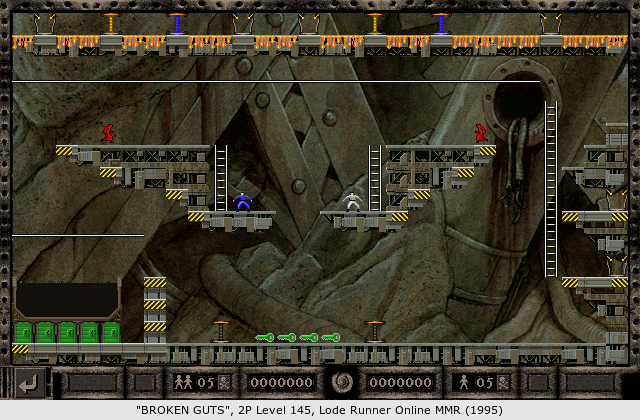 05 0000000 0000000 05
"BROKEN GUTS", 2P Level 145, Lode Runner Online MMR (1995)